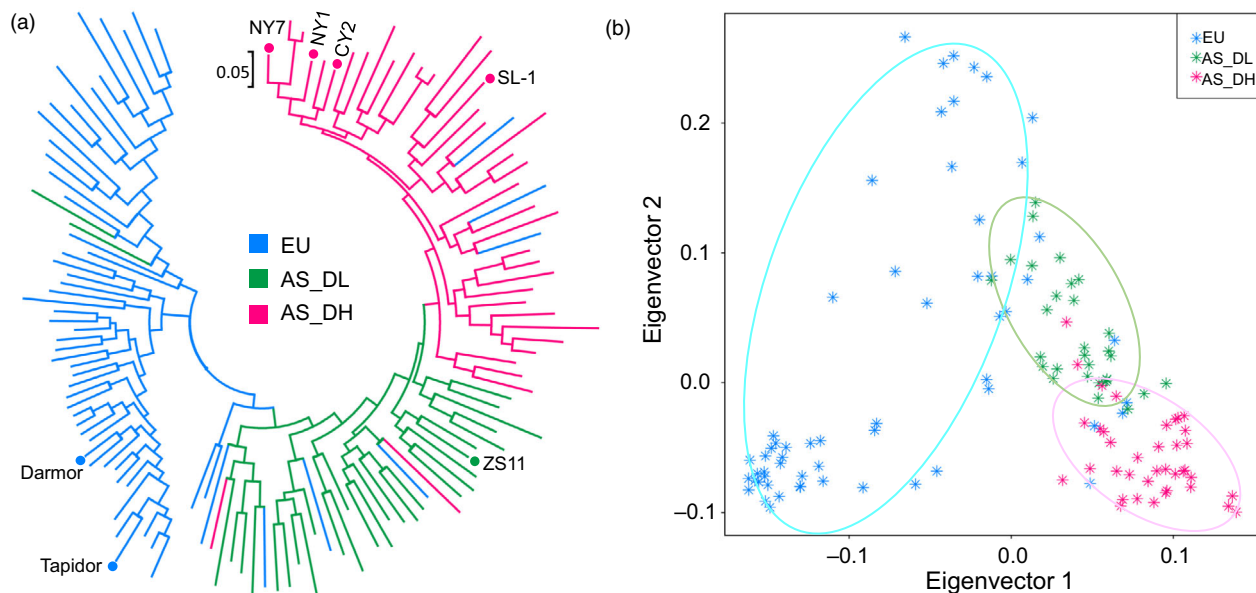 (a)
NY7
NY1
CY2
0.05
SL-1
EU
AS_DL
AS_DH
ZS11
Darmor
Tapidor
(b)
EU
AS_DL
AS_DH
Eigenvector 2
0.2
0.1
0.0
−0.1
−0.1
0.0
0.1
Eigenvector 1